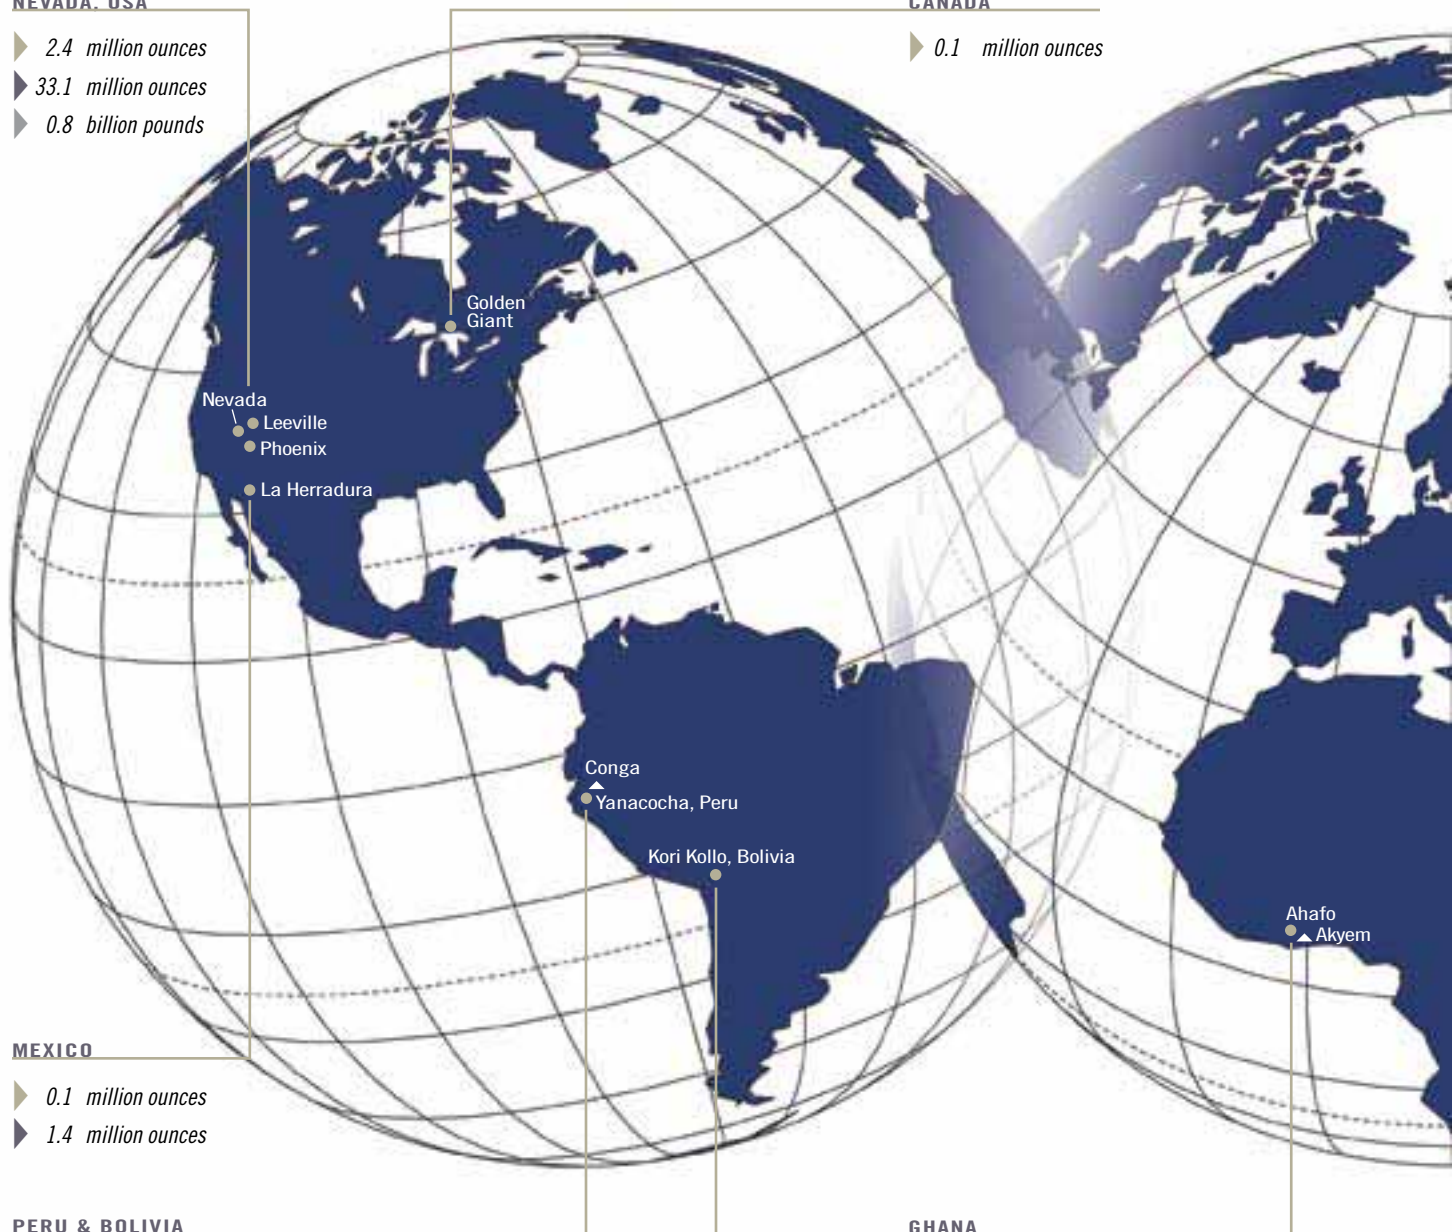 NEVADA, USA
2.4 million ounces
33.1 million ounces
0.8 billion pounds
CANADA
0.1 million ounces
Golden
Giant
Nevada
Leeville
Phoenix
La Herradura
Conga
Yanacocha, Peru
Kori Kollo, Bolivia
Ahafo
Akyem
MEXICO
0.1 million ounces
1.4 million ounces
PERU & BOLIVIA
GHANA